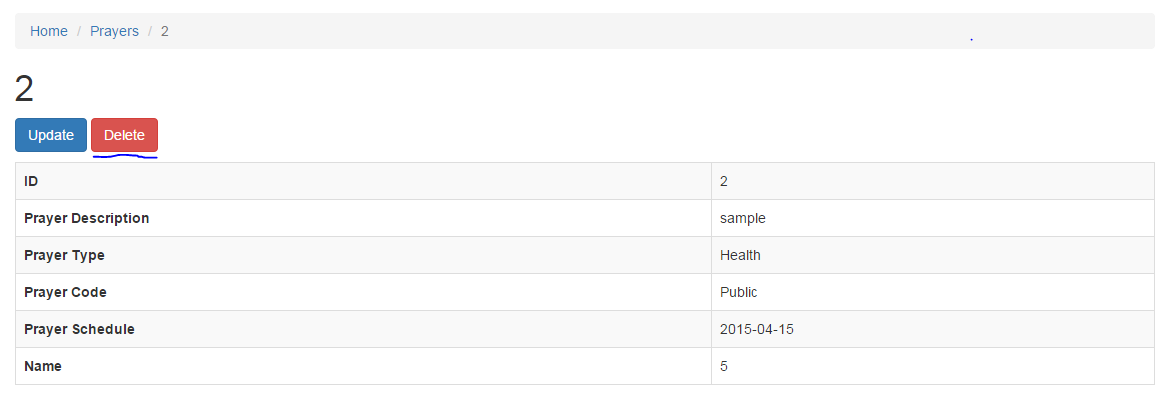 Home / Prayers / 2
2
Update Delete
ID 2
Prayer Description sample
Prayer Type Health
Prayer Code Public
Prayer Schedule 2015-04-15
Name 5